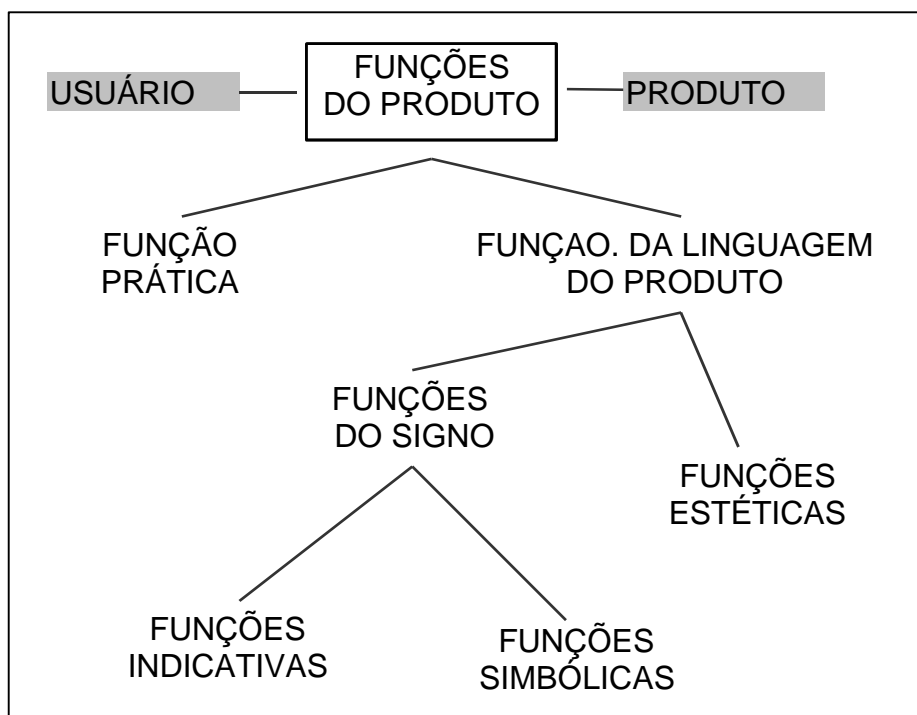 USUÁRIO
FUNÇÕES
DO PRODUTO
PRODUTO
FUNÇÃO
PRÁTICA
FUNÇAO. DA LINGUAGEM
DO PRODUTO
FUNÇÕES
DO SIGNO
FUNÇÕES
ESTÉTICAS
FUNÇÕES
INDICATIVAS
FUNÇÕES
SIMBÓLICAS